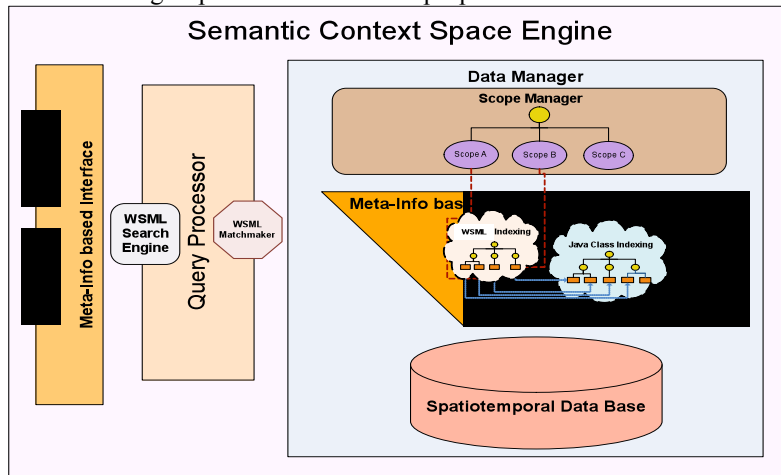 Semantic Context Space Engine
Meta-Info based Interface
Query Processor
WSML
Search
Engine
WSML
Matchmaker
Data Manager
Scope Manager
Scope A
Scope B
Scope C
Meta-Info bas
WSML Indexing
Java Class Indexing
Spatiotemporal Data Base